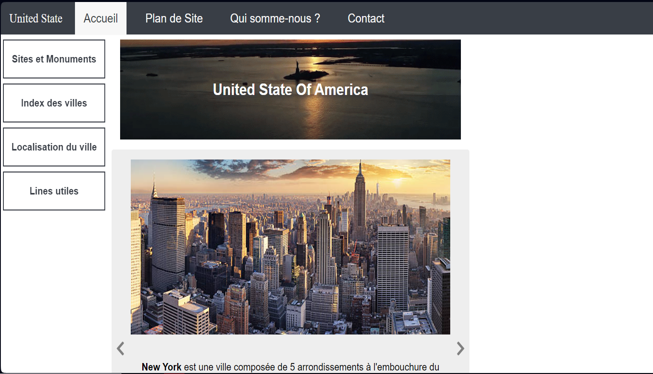 United State Accueil Plan de Site Qui somme-nous ? Contact
Sites et Monuments
Index des villes
Localisation du ville
Lines utiles
United State Of America
New York est une ville composée de 5 arrondissements à l'embouchure du